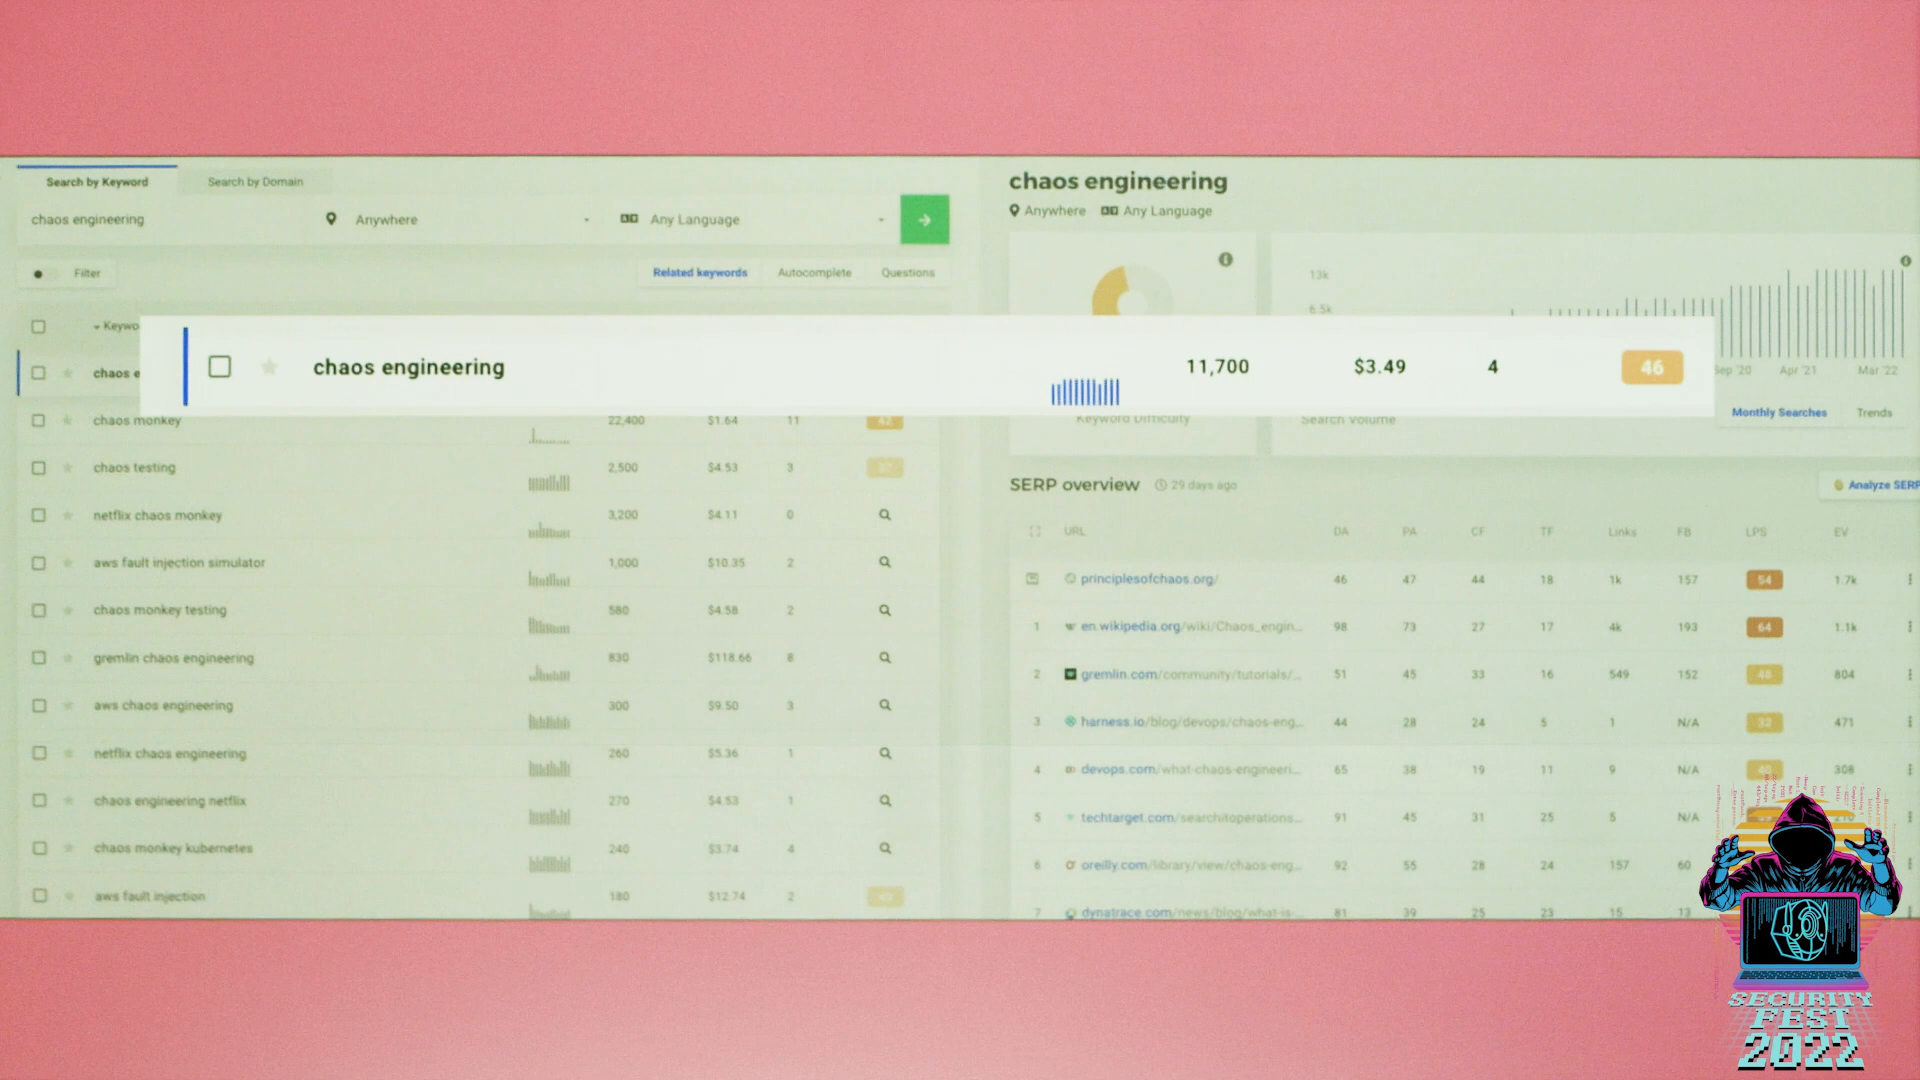 Search by Keyword Search by Domain
chaos engineering Anywhere Any Language
Filter Related keywords Autocomplete Questions
Keywo
chaos e
chaos engineering 11,700 $3.49 4 46
chaos monkey 22,400 $1.64 11 42
chaos testing 2,500 $4.53 3 37
netflix chaos monkey 3,200 $4.11 0
aws fault injection simulator 1,000 $10.35 2
chaos monkey testing 580 $4.58 2
gremlin chaos engineering 830 $118.66 8
aws chaos engineering 300 $9.50 3
netflix chaos engineering 260 $5.36 1
chaos engineering netflix 270 $4.53 1
chaos monkey kubernetes 240 $3.74 4
aws fault injection 180 $12.74 2
chaos engineering
Anywhere Any Language
13k
6.5k
Sep '20 Apr '21 Mar '22
Keyword Difficulty Search Volume
Monthly Searches Trends
SERP overview 29 days ago Analyze SERP
URL DA PA CF TF Links FB LPS EV
principlesofchaos.org/ 46 47 44 18 1k 157 54 1.7k
1 en.wikipedia.org/wiki/Chaos_engin... 98 73 27 17 4k 193 64 1.1k
2 gremlin.com/community/tutorials/... 51 45 33 16 549 152 48 804
3 harness.io/blog/devops/chaos-eng... 44 28 24 5 1 N/A 32 471
4 devops.com/what-chaos-engineeri... 65 38 19 11 9 N/A 40 308
5 techtarget.com/searchitoperations... 91 45 31 25 5 N/A
6 oreilly.com/library/view/chaos-eng... 92 55 28 24 157 60
7 dynatrace.com/news/blog/what-is-... 81 39 25 23 15 13
SECURITY
FEST
2022